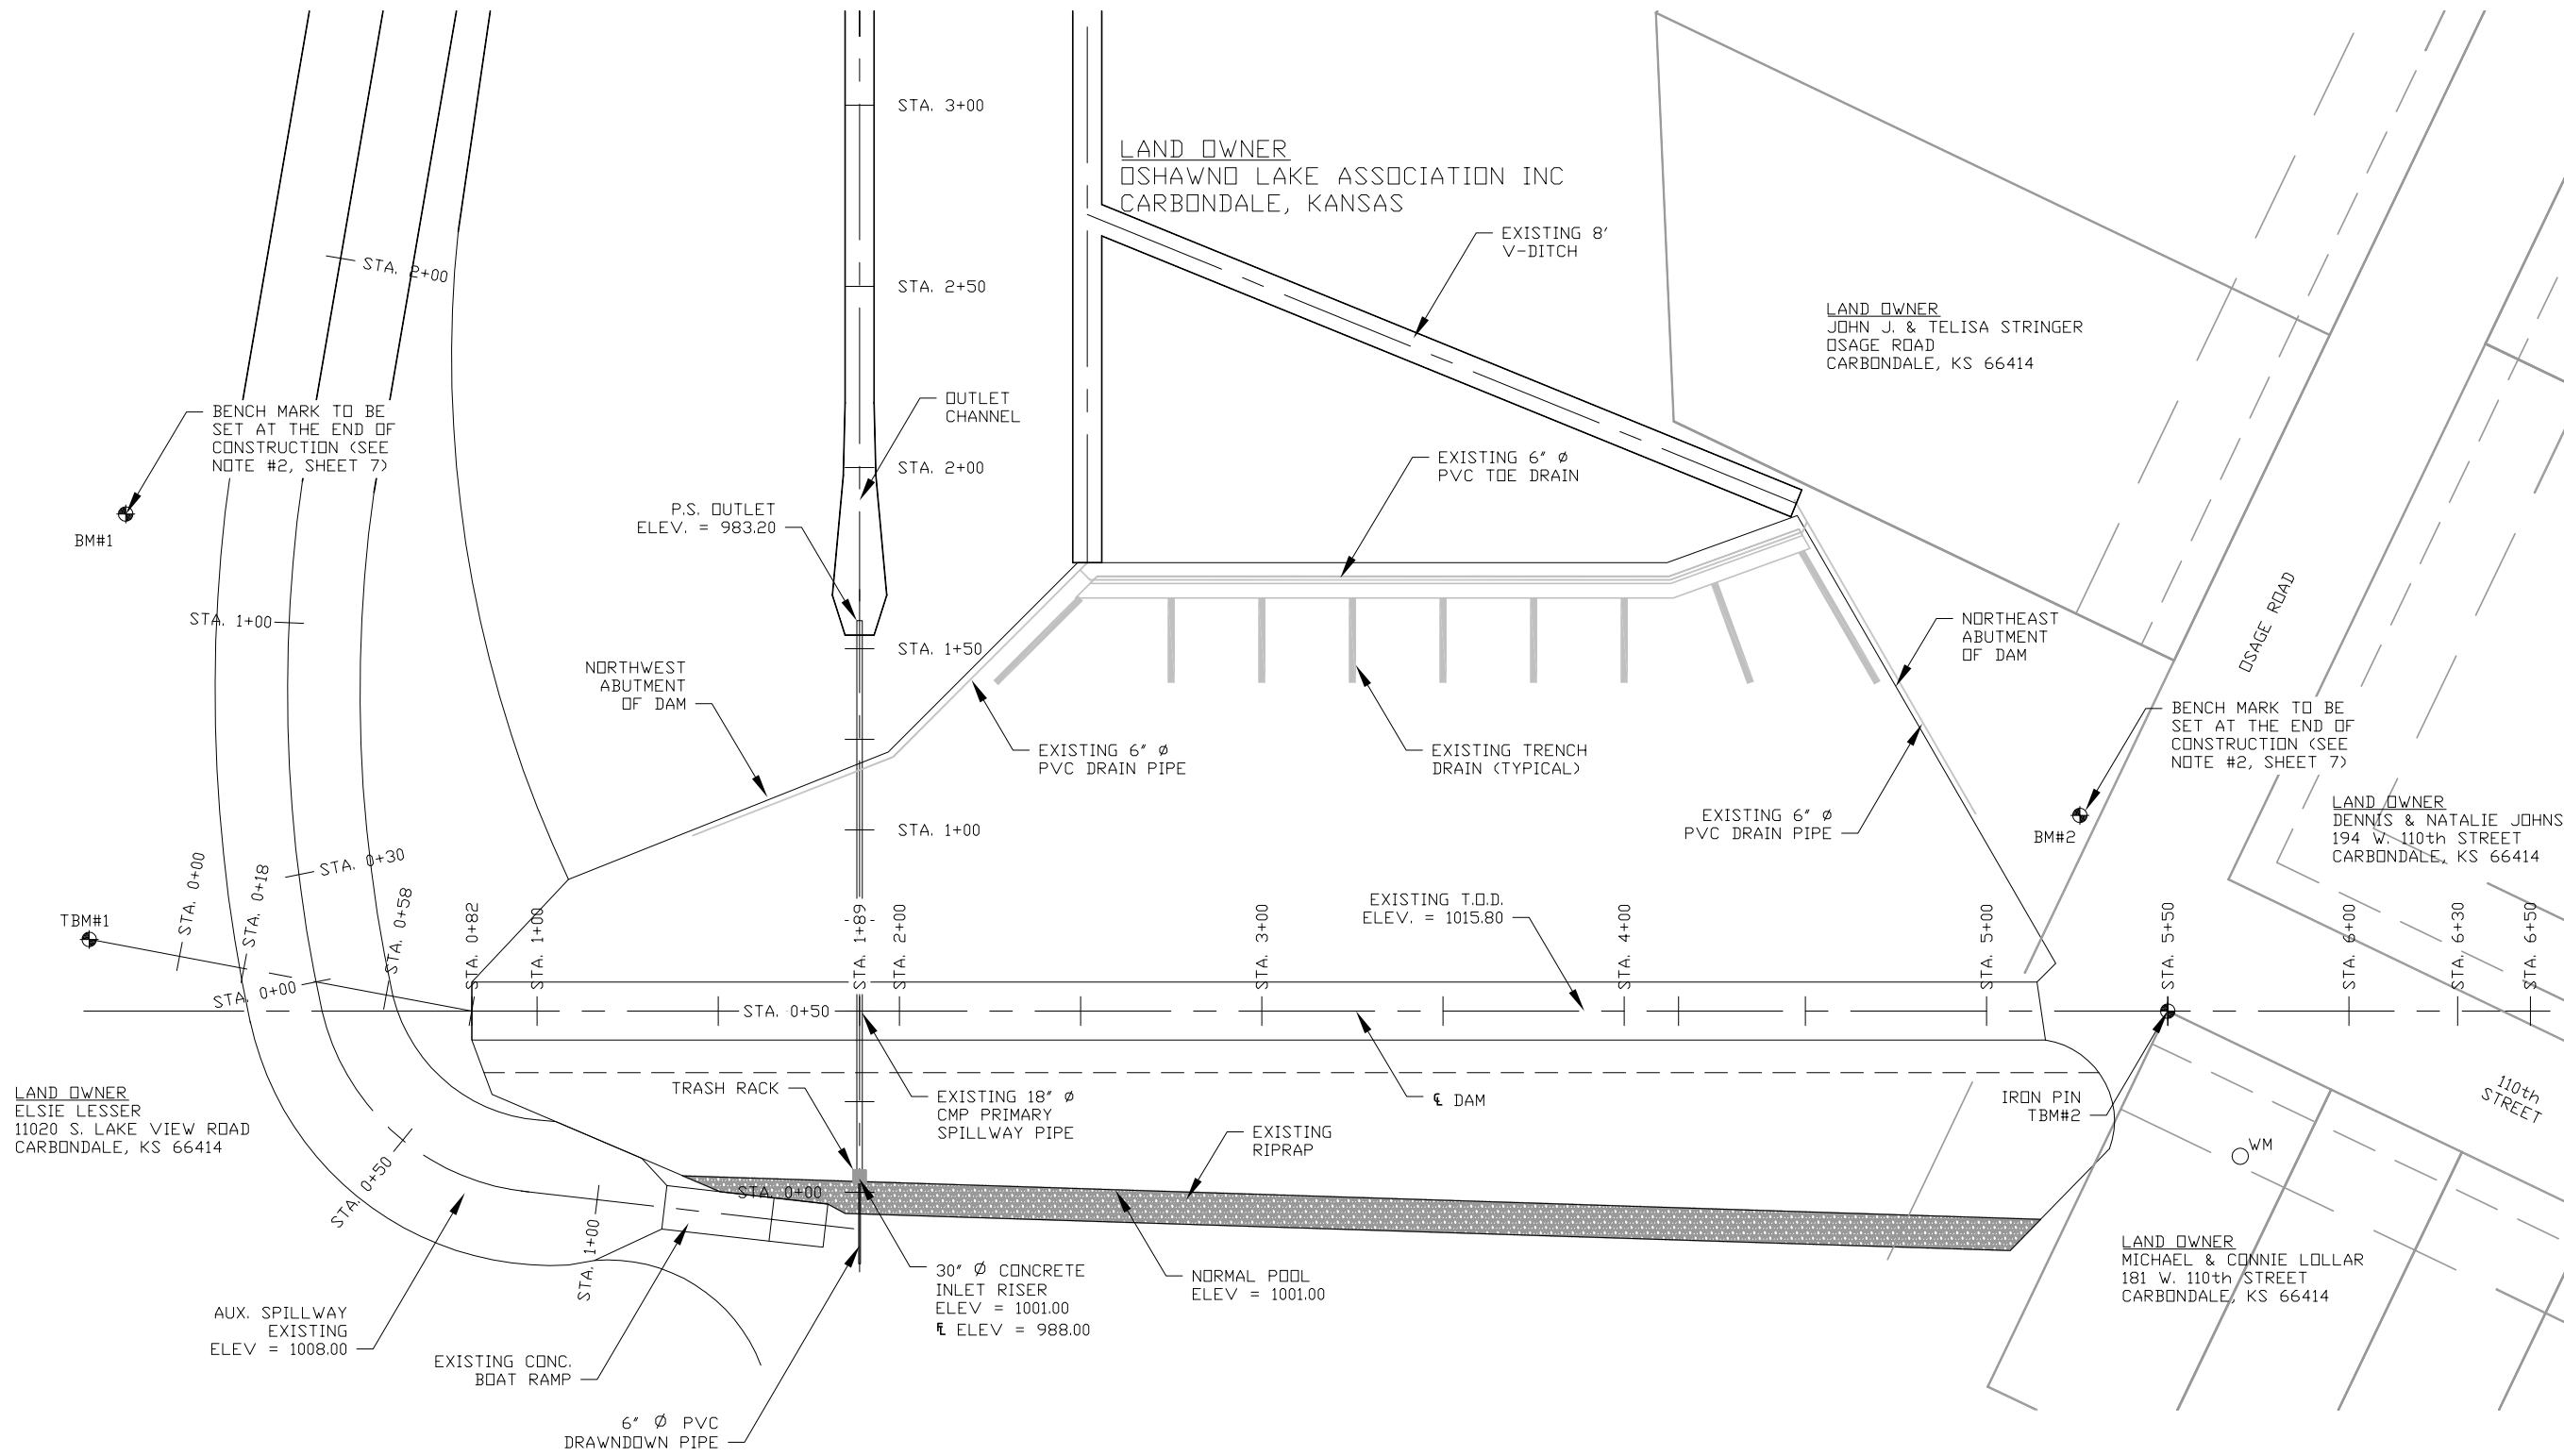 STA. 3+00
LAND OWNER
OSHAWNO LAKE ASSOCIATION INC
CARBONDALE, KANSAS
EXISTING 8'
V-DITCH
STA. 2+00
STA. 2+50
LAND OWNER
JOHN J. & TELISA STRINGER
OSAGE ROAD
CARBONDALE, KS 66414
BENCH MARK TO BE
SET AT THE END OF
CONSTRUCTION (SEE
NOTE #2, SHEET 7)
BM#1
OUTLET
CHANNEL
STA. 2+00
EXISTING 6" Ø
PVC TOE DRAIN
P.S. OUTLET
ELEV. = 983.20
STA. 1+00
STA. 1+50
NORTHWEST
ABUTMENT
OF DAM
NORTHEAST
ABUTMENT
OF DAM
OSAGE ROAD
BENCH MARK TO BE
SET AT THE END OF
CONSTRUCTION (SEE
NOTE #2, SHEET 7)
EXISTING 6" Ø
PVC DRAIN PIPE
EXISTING TRENCH
DRAIN (TYPICAL)
EXISTING 6" Ø
PVC DRAIN PIPE
BM#2
LAND OWNER
DENNIS & NATALIE JOHNS
194 W. 110th STREET
CARBONDALE, KS 66414
STA. 1+00
STA. 0+30
TBM#1
STA. 0+00
STA. 0+18
STA. 0+58
STA. 0+82
STA. 1+00
STA. 1+89
STA. 2+00
STA. 3+00
EXISTING T.O.D.
ELEV. = 1015.80
STA. 4+00
STA. 5+00
STA. 5+50
STA. 6+00
STA. 6+30
STA. 6+50
STA. 0+00
STA. 0+50
LAND OWNER
ELSIE LESSER
11020 S. LAKE VIEW ROAD
CARBONDALE, KS 66414
TRASH RACK
EXISTING 18" Ø
CMP PRIMARY
SPILLWAY PIPE
℄ DAM
EXISTING
RIPRAP
IRON PIN
TBM#2
110th
STREET
WM
STA. 0+50
STA. 0+00
STA. 1+00
30" Ø CONCRETE
INLET RISER
ELEV = 1001.00
FL ELEV = 988.00
NORMAL POOL
ELEV = 1001.00
LAND OWNER
MICHAEL & CONNIE LOLLAR
181 W. 110th STREET
CARBONDALE, KS 66414
AUX. SPILLWAY
EXISTING
ELEV = 1008.00
EXISTING CONC.
BOAT RAMP
6" Ø PVC
DRAWNDOWN PIPE